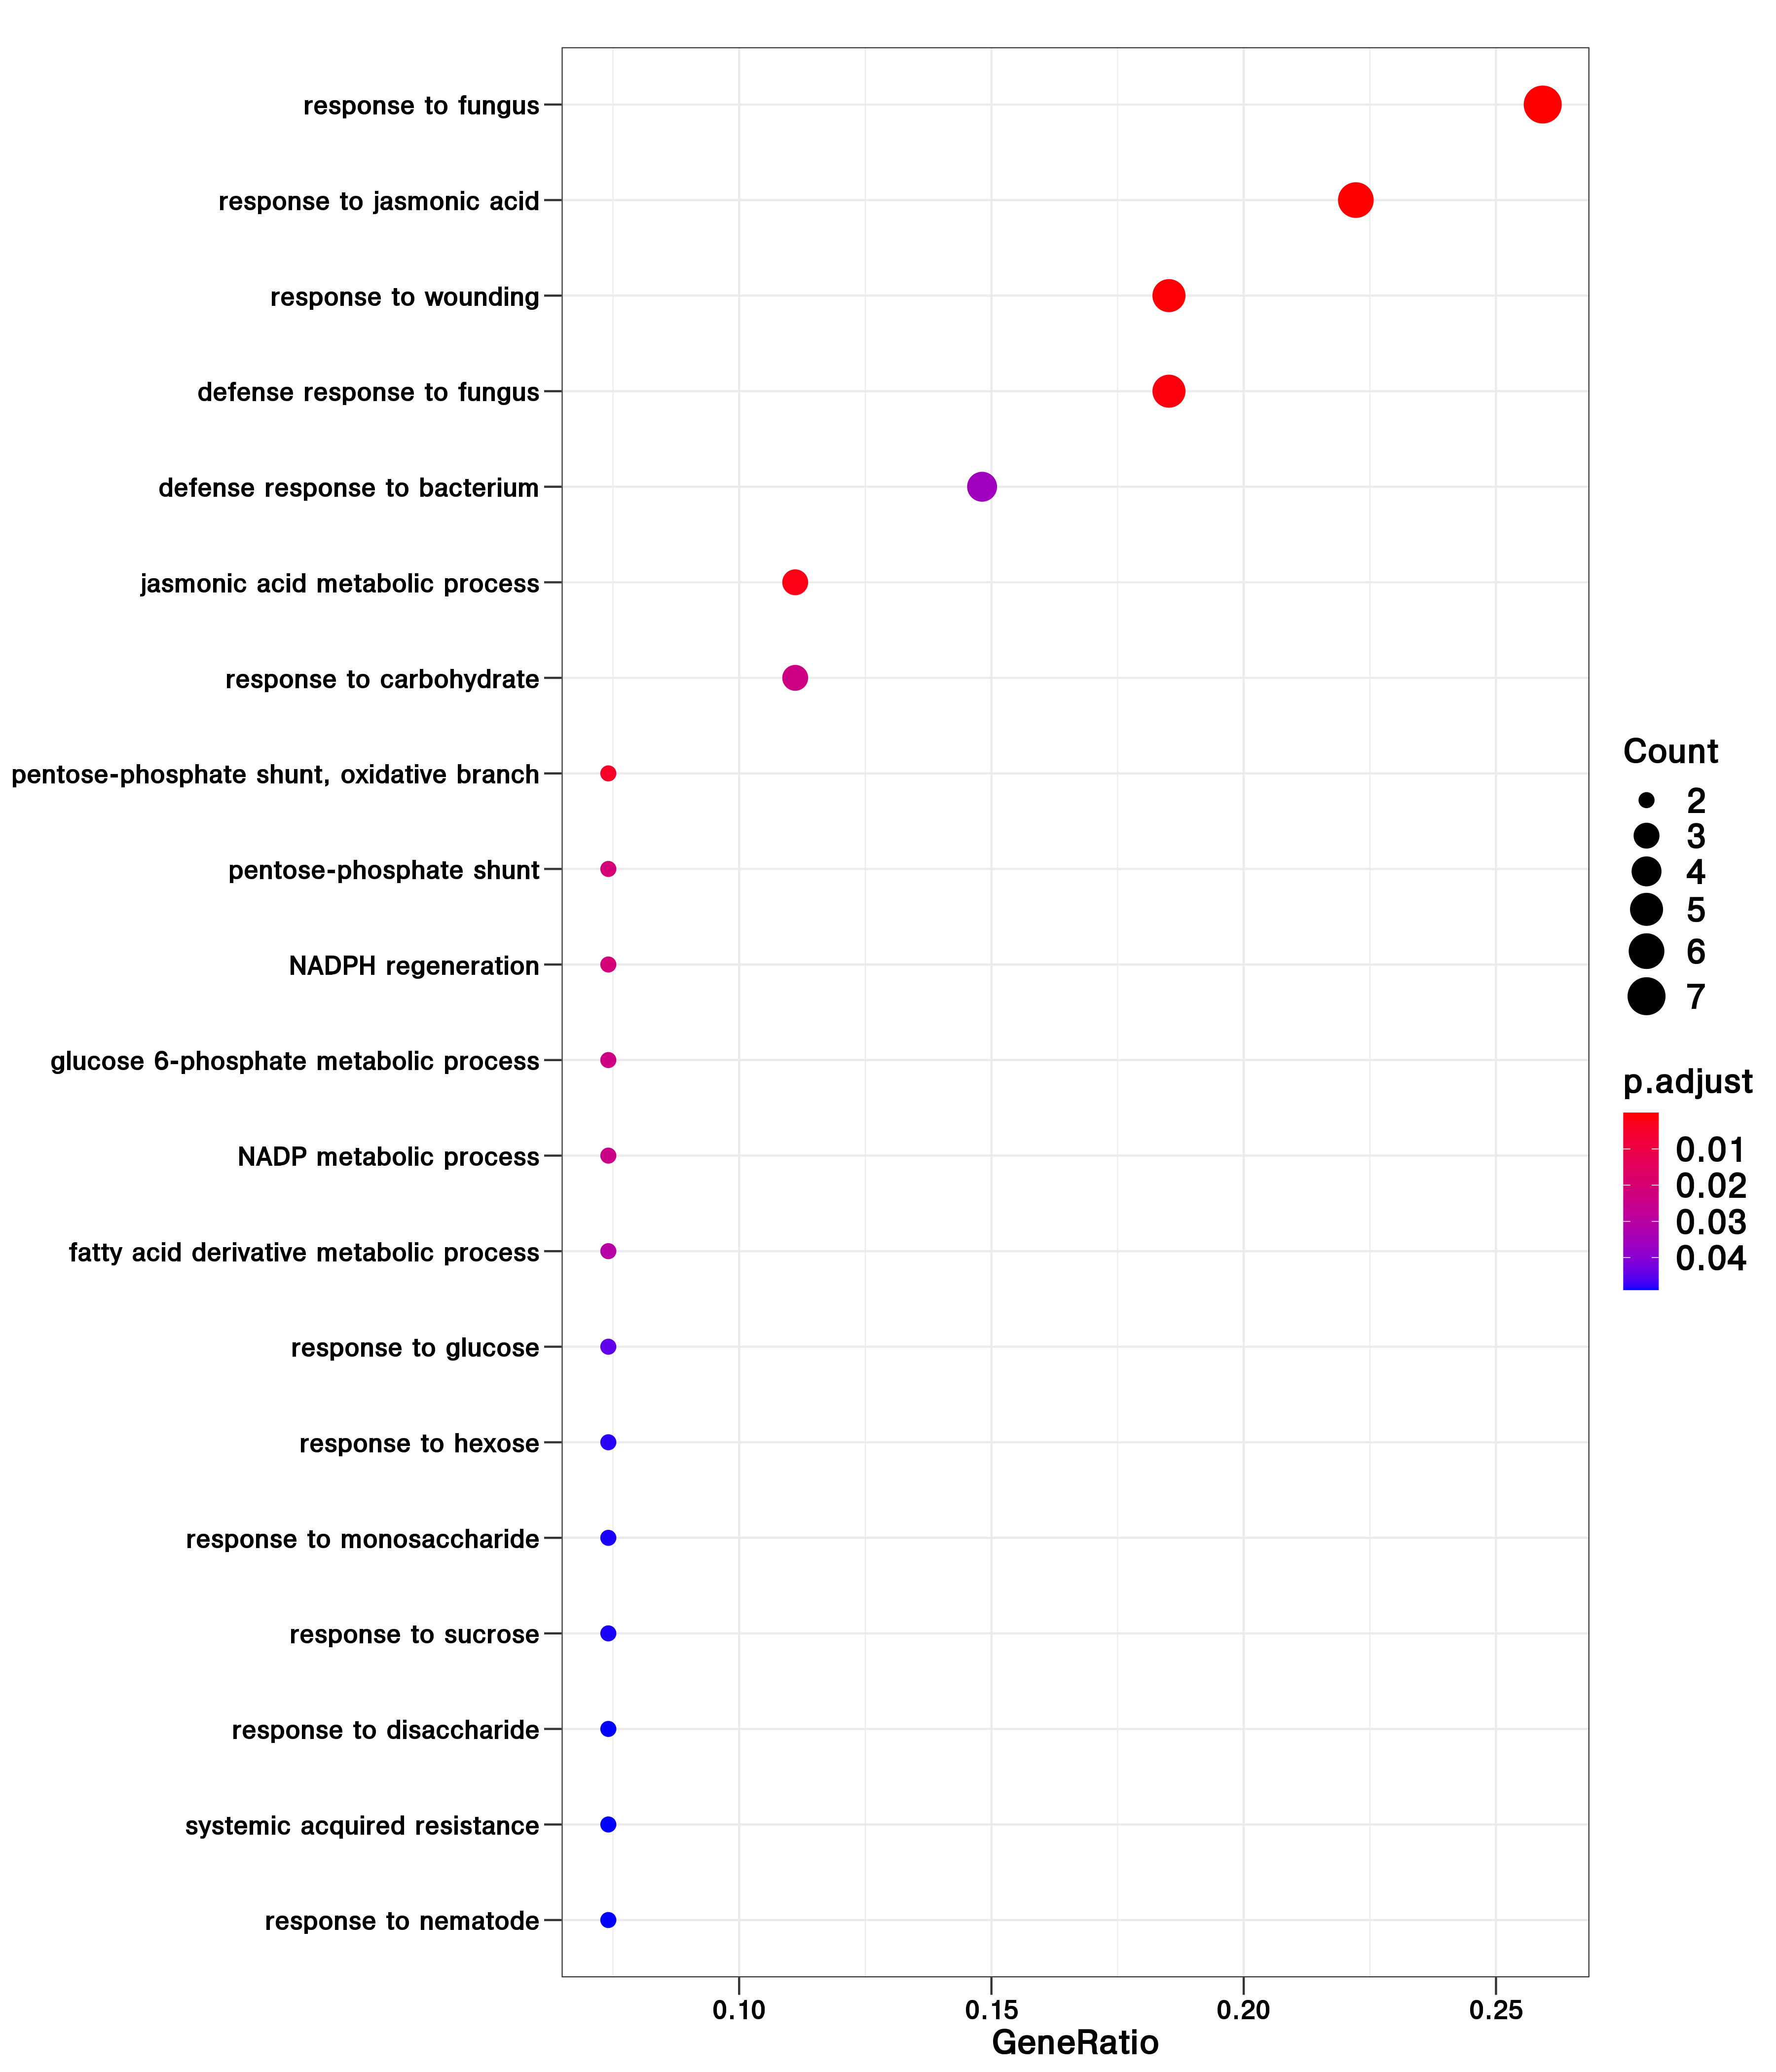 response to fungus
response to jasmonic acid
response to wounding
defense response to fungus
defense response to bacterium
jasmonic acid metabolic process
response to carbohydrate
pentose-phosphate shunt, oxidative branch
pentose-phosphate shunt
NADPH regeneration
glucose 6-phosphate metabolic process
NADP metabolic process
fatty acid derivative metabolic process
response to glucose
response to hexose
response to monosaccharide
response to sucrose
response to disaccharide
systemic acquired resistance
response to nematode
0.10 0.15 0.20 0.25
GeneRatio
Count
2
3
4
5
6
7
p.adjust
0.01
0.02
0.03
0.04